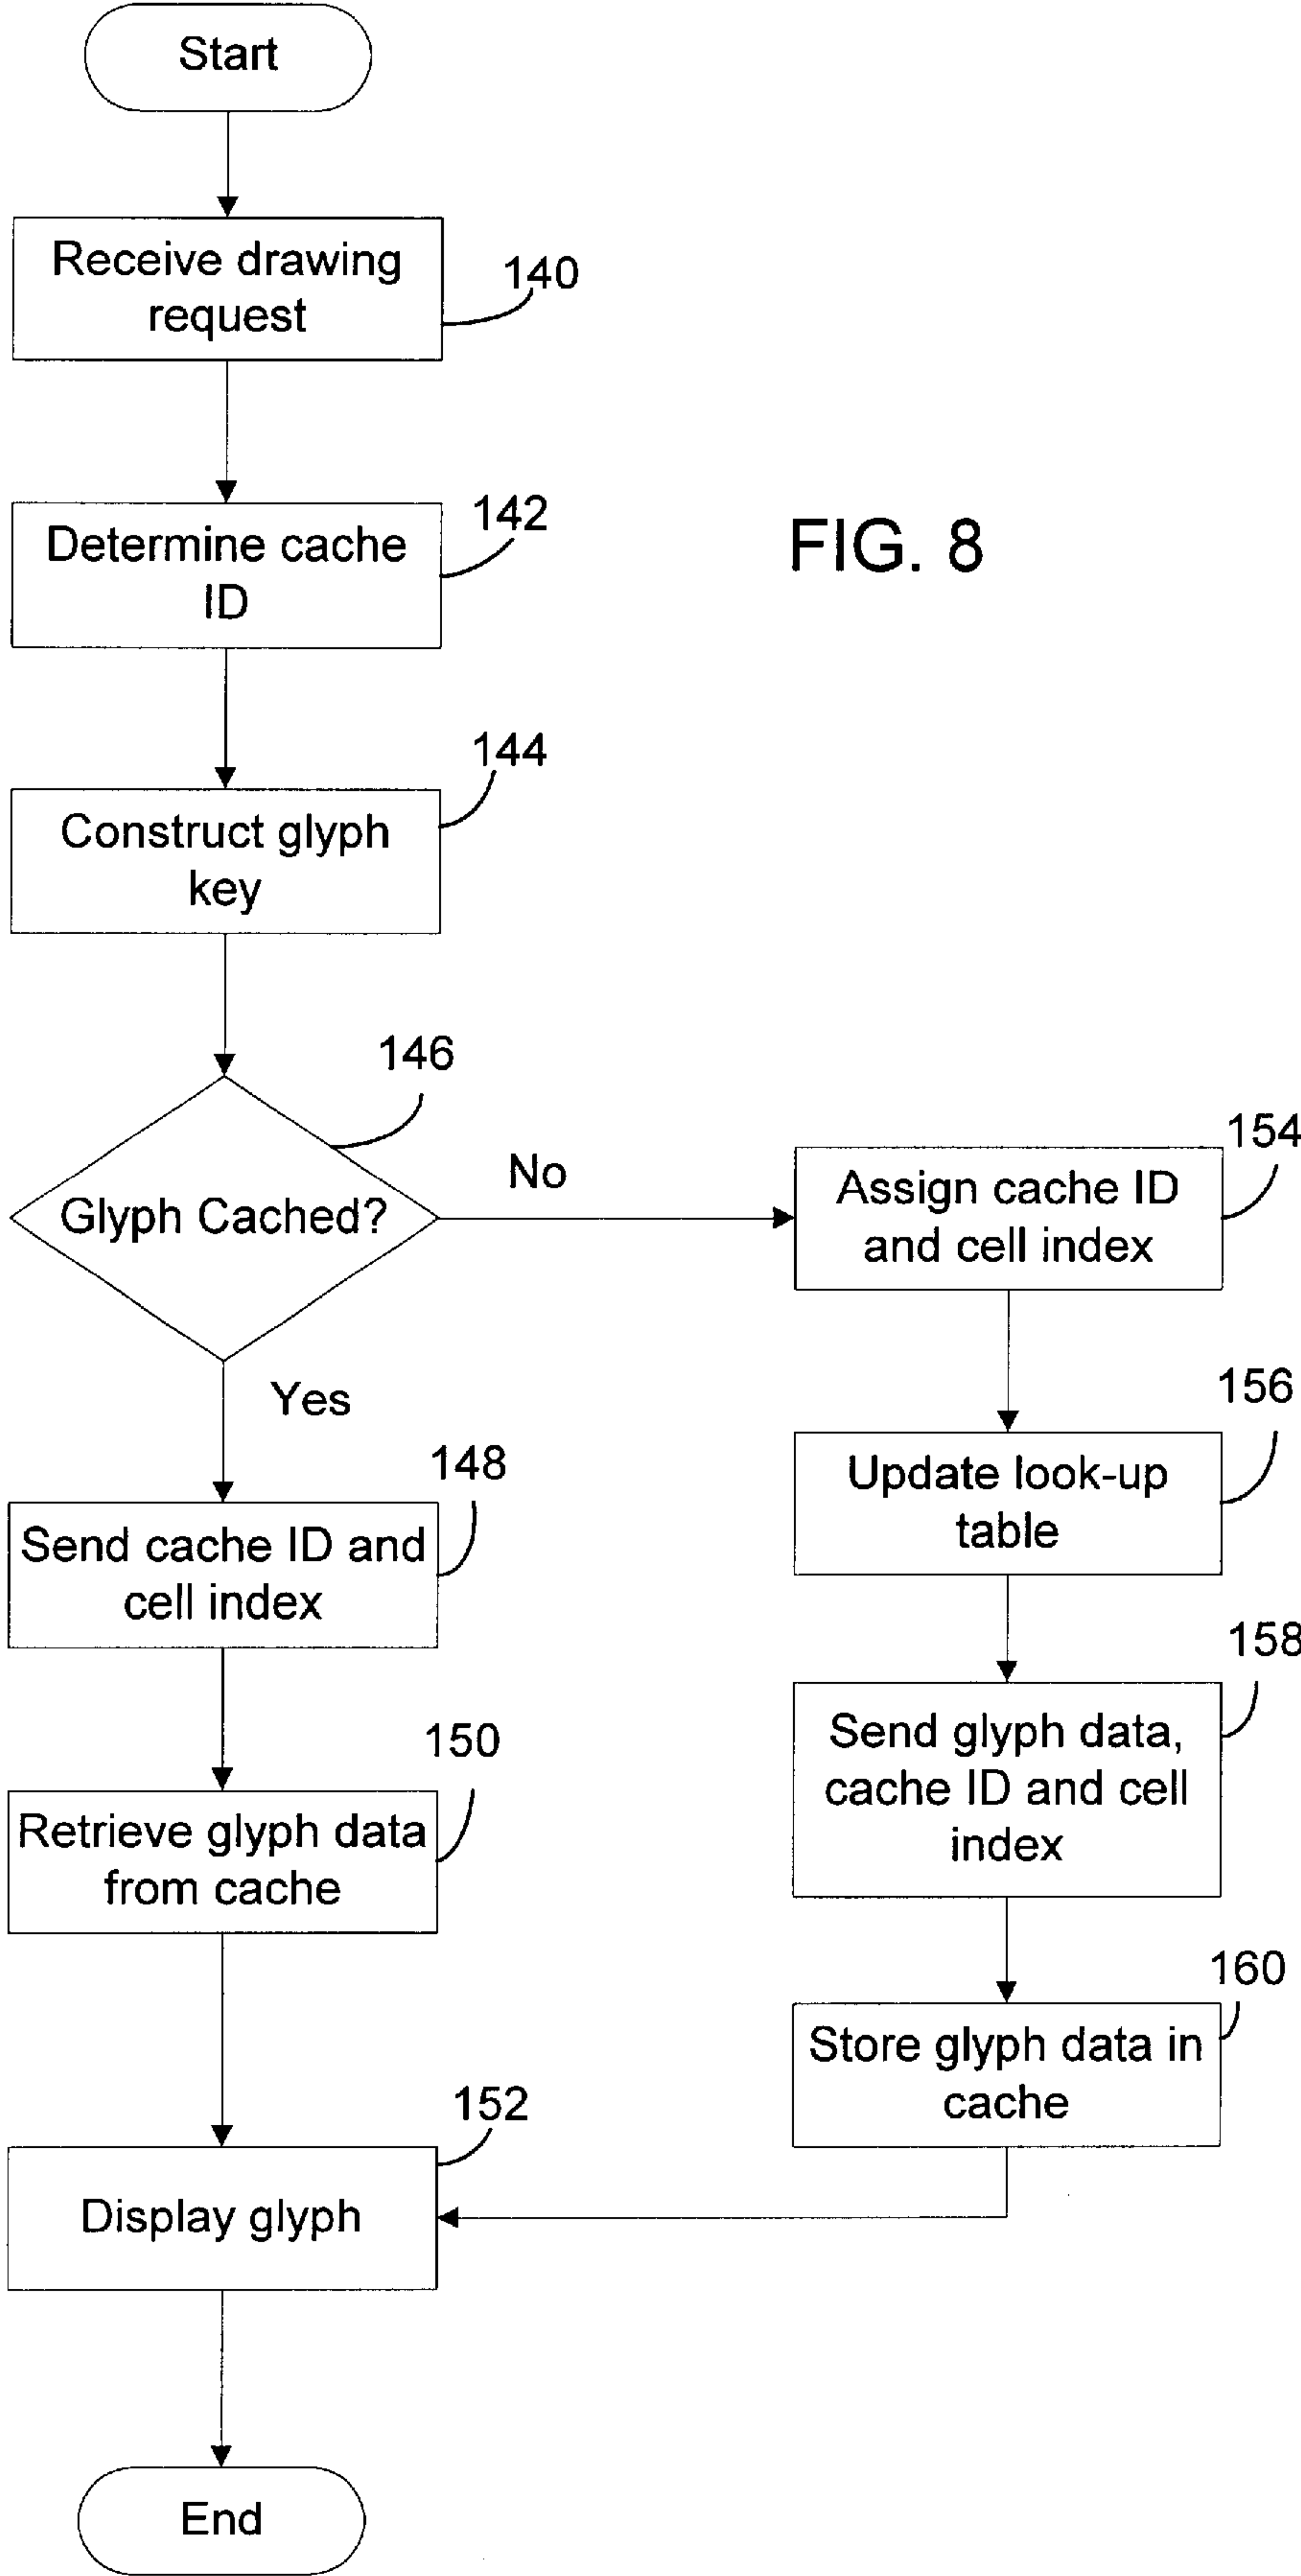 Start
Receive drawing
request
140
Determine cache
ID
142
FIG. 8
Construct glyph
key
144
Glyph Cached?
146
No
Yes
Assign cache ID
and cell index
154
Update look-up
table
156
Send cache ID and
cell index
148
Send glyph data,
cache ID and cell
index
158
Retrieve glyph data
from cache
150
Store glyph data in
cache
160
Display glyph
152
End